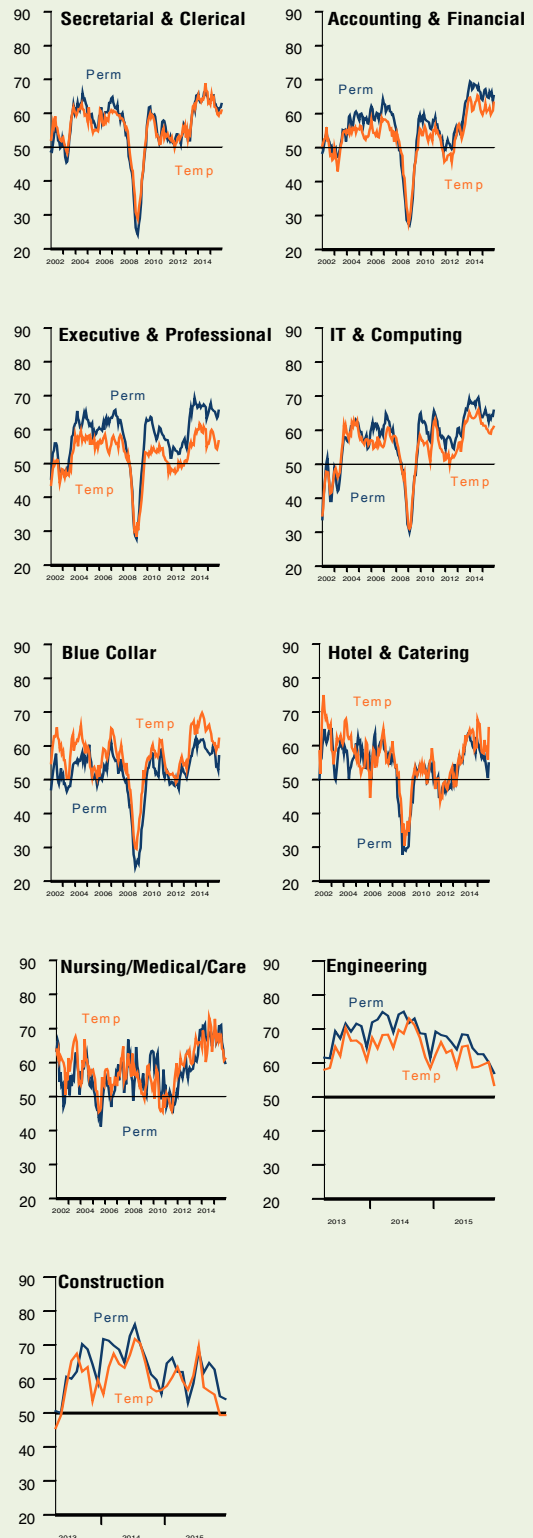 Secretarial & Clerical
90
80
70
60
50
40
30
20
Perm
Temp
2002 2004 2006 2008 2010 2012 2014
Accounting & Financial
90
80
70
60
50
40
30
20
Perm
Temp
2002 2004 2006 2008 2010 2012 2014
Executive & Professional
90
80
70
60
50
40
30
20
Perm
Temp
2002 2004 2006 2008 2010 2012 2014
IT & Computing
90
80
70
60
50
40
30
20
Temp
Perm
2002 2004 2006 2008 2010 2012 2014
Blue Collar
90
80
70
60
50
40
30
20
Temp
Perm
2002 2004 2006 2008 2010 2012 2014
Hotel & Catering
90
80
70
60
50
40
30
20
Temp
Perm
2002 2004 2006 2008 2010 2012 2014
Nursing/Medical/Care
90
80
70
60
50
40
30
20
Temp
Perm
2002 2004 2006 2008 2010 2012 2014
Engineering
90
80
70
60
50
40
30
20
Perm
Temp
2013 2014 2015
Construction
90
80
70
60
50
40
30
20
Perm
Temp
2013 2014 2015